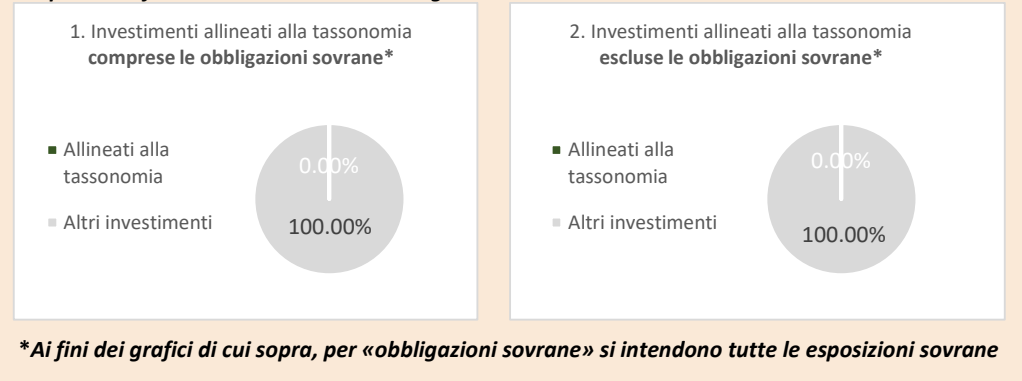 1. Investimenti allineati alla tassonomia
comprese le obbligazioni sovrane*
Allineati alla
tassonomia
Altri investimenti
0.00%
100.00%
2. Investimenti allineati alla tassonomia
escluse le obbligazioni sovrane*
Allineati alla
tassonomia
Altri investimenti
0.00%
100.00%
*Ai fini dei grafici di cui sopra, per «obbligazioni sovrane» si intendono tutte le esposizioni sovrane